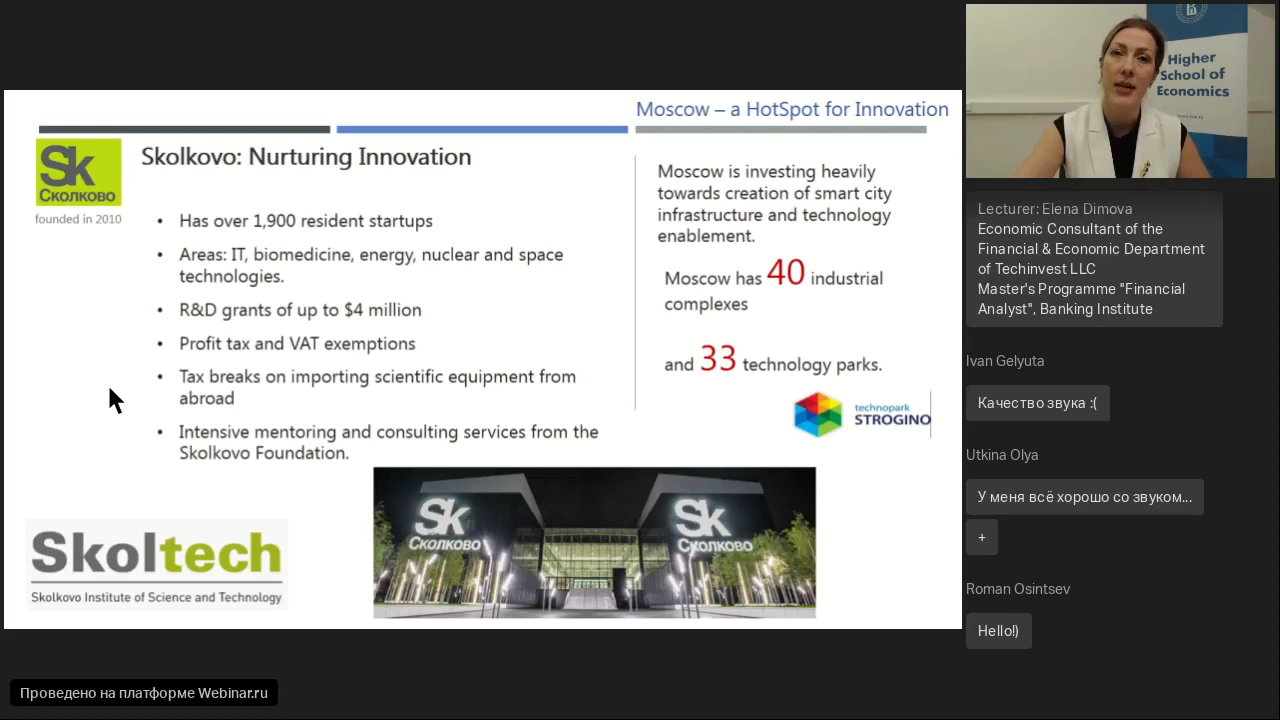 Moscow – a HotSpot for Innovation
Sk
Сколково
founded in 2010
Skolkovo: Nurturing Innovation
• Has over 1,900 resident startups
• Areas: IT, biomedicine, energy, nuclear and space
technologies.
• R&D grants of up to $4 million
• Profit tax and VAT exemptions
• Tax breaks on importing scientific equipment from
abroad
• Intensive mentoring and consulting services from the
Skolkovo Foundation.
Moscow is investing heavily
towards creation of smart city
infrastructure and technology
enablement.
Moscow has 40 industrial
complexes
and 33 technology parks.
technopark
STROGINO
Sk
Сколково
Sk
Сколково
Skoltech
Skolkovo Institute of Science and Technology
Higher
School of
Economics
Lecturer: Elena Dimova
Economic Consultant of the
Financial & Economic Department
of Techinvest LLC
Master's Programme "Financial
Analyst", Banking Institute
Ivan Gelyuta
Качество звука :(
Utkina Olya
У меня всё хорошо со звуком...
+
Roman Osintsev
Hello!)
Проведено на платформе Webinar.ru